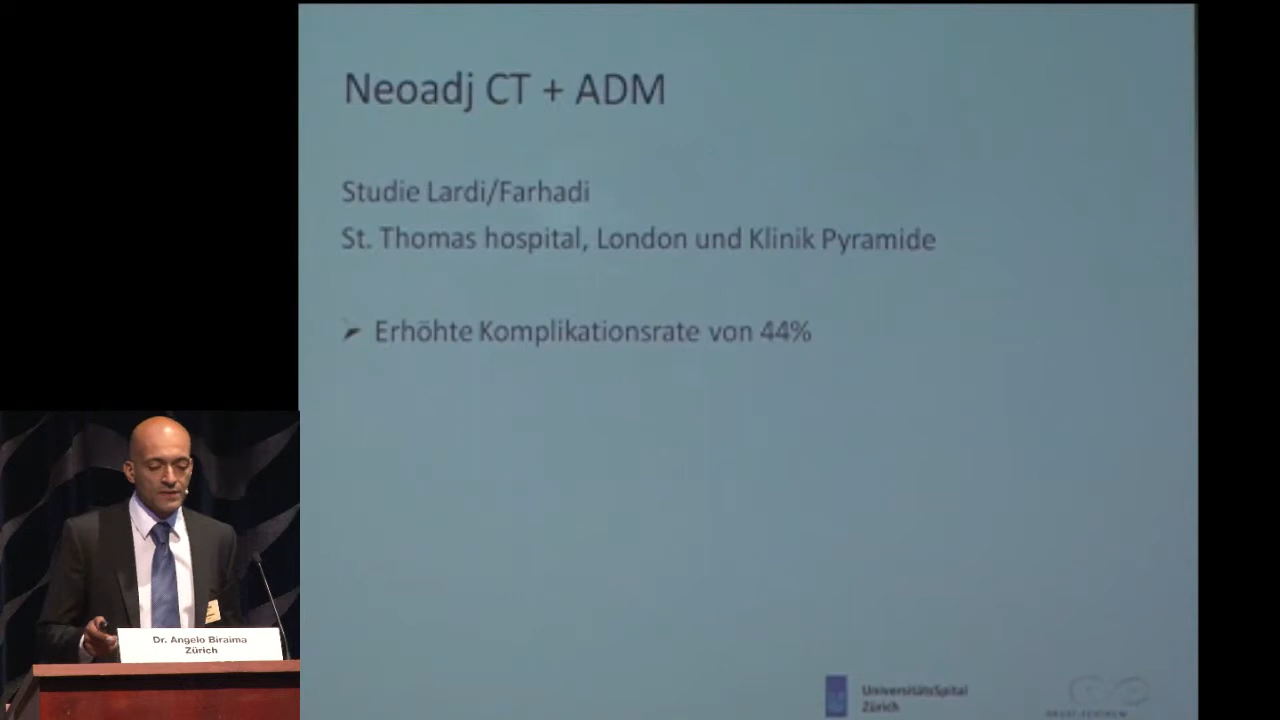 Neoadj CT + ADM
Studie Lardi/Farhadi
St. Thomas hospital, London und Klinik Pyramide
➤ Erhöhte Komplikationsrate von 44%
Dr. Angelo Biraima
Zürich
UniversitätsSpital
Zürich